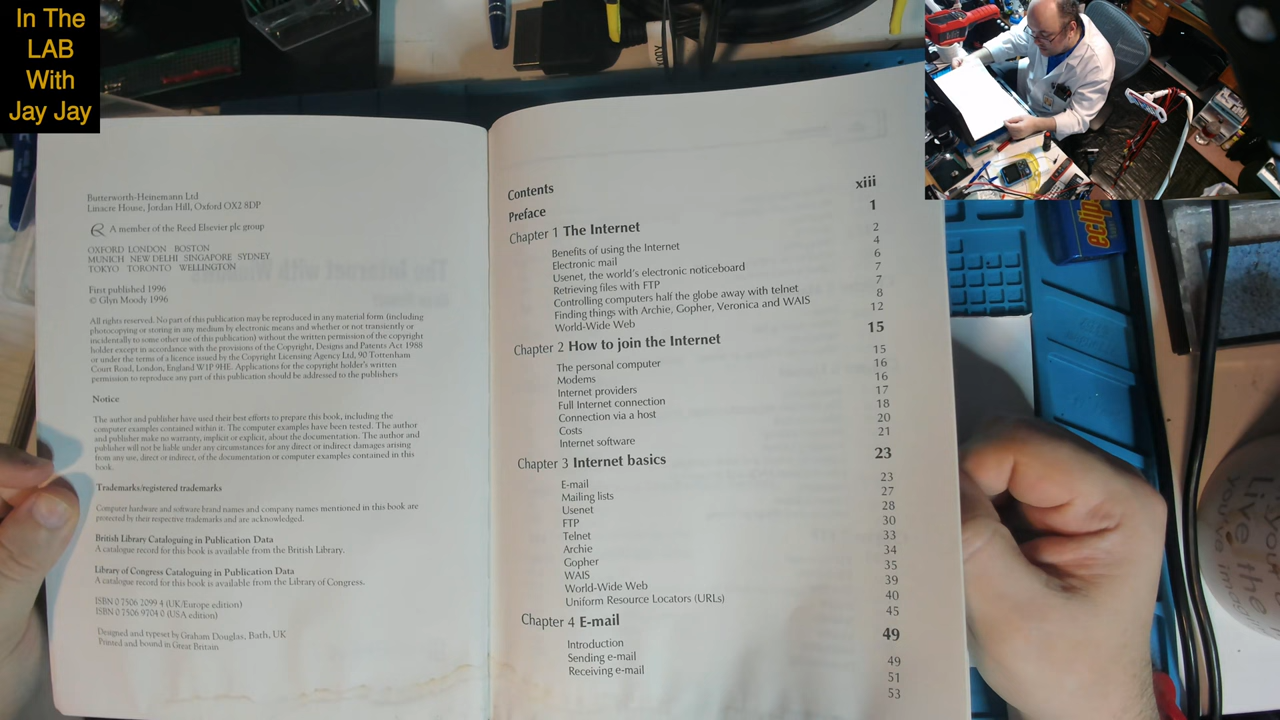 In The
LAB
With
Jay Jay
Butterworth-Heinemann Ltd
Linacre House, Jordan Hill, Oxford OX2 8DP
A member of the Reed Elsevier plc group
OXFORD LONDON BOSTON
MUNICH NEW DELHI SINGAPORE SYDNEY
TOKYO TORONTO WELLINGTON
First published 1996
© Glyn Moody 1996
All rights reserved. No part of this publication may be reproduced in any material form (including
photocopying or storing in any medium by electronic means and whether or not transiently or
incidentally to some other use of this publication) without the written permission of the copyright
holder except in accordance with the provisions of the Copyright, Designs and Patents Act 1988
or under the terms of a licence issued by the Copyright Licensing Agency Ltd, 90 Tottenham
Court Road, London, England W1P 9HE. Applications for the copyright holder's written
permission to reproduce any part of this publication should be addressed to the publishers
Notice
The author and publisher have used their best efforts to prepare this book, including the
computer examples contained within it. The computer examples have been tested. The author
and publisher make no warranty, implicit or explicit, about the documentation. The author and
publisher will not be liable under any circumstances for any direct or indirect damages arising
from any use, direct or indirect, of the documentation or computer examples contained in this
book.
Trademarks/registered trademarks
Computer hardware and software brand names and company names mentioned in this book are
protected by their respective trademarks and are acknowledged.
British Library Cataloguing in Publication Data
A catalogue record for this book is available from the British Library.
Library of Congress Cataloguing in Publication Data
A catalogue record for this book is available from the Library of Congress.
ISBN 0 7506 2099 4 (UK/Europe edition)
ISBN 0 7506 9704 0 (USA edition)
Designed and typeset by Graham Douglas, Bath, UK
Printed and bound in Great Britain
Contents
Preface xiii
Chapter 1 The Internet 1
Benefits of using the Internet 2
Electronic mail 4
Usenet, the world's electronic noticeboard 6
Retrieving files with FTP 7
Controlling computers half the globe away with telnet 7
Finding things with Archie, Gopher, Veronica and WAIS 8
World-Wide Web 12
Chapter 2 How to join the Internet 15
The personal computer 15
Modems 16
Internet providers 16
Full Internet connection 17
Connection via a host 18
Costs 20
Internet software 21
Chapter 3 Internet basics 23
E-mail 23
Mailing lists 27
Usenet 28
FTP 30
Telnet 33
Archie 34
Gopher 35
WAIS 39
World-Wide Web 40
Uniform Resource Locators (URLs) 45
Chapter 4 E-mail 49
Introduction 49
Sending e-mail 51
Receiving e-mail 53